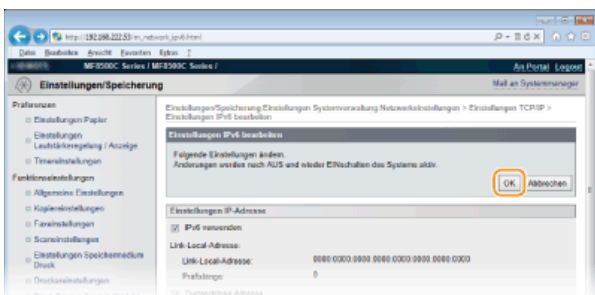 http://192.168.222.53/m_network_ipv6.html
Datei Bearbeiten Ansicht Favoriten Extras ?
MF8500C Series / MF8500C Series /
An Portal Logout
Einstellungen/Speicherung
Mail an Systemmanager
Präferenzen
Einstellungen Papier
Einstellungen
Lautstärkeregelung / Anzeige
Timereinstellungen
Funktionseinstellungen
Allgemeine Einstellungen
Kopiereinstellungen
Faxeinstellungen
Scaneinstellungen
Einstellungen Speichermedium
Druck
Druckereinstellungen
Einstellungen/Speicherung:Einstellungen Systemverwaltung:Netzwerkeinstellungen > Einstellungen TCP/IP >
Einstellungen IPv6 bearbeiten
Einstellungen IPv6 bearbeiten
Folgende Einstellungen ändern.
Änderungen werden nach AUS und wieder EINschalten des Systems aktiv.
OK Abbrechen
Einstellungen IP-Adresse
IPv6 verwenden
Link-Local-Adresse:
Link-Local-Adresse: 0000:0000:0000:0000:0000:0000:0000:0000
Präfixlänge: 0
Zustandslose Adresse